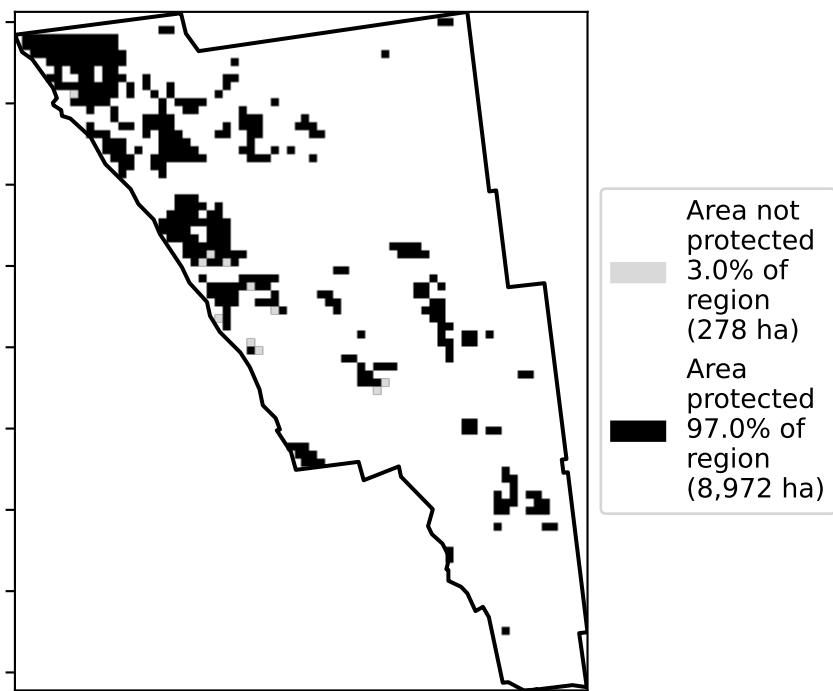 Area not
protected
3.0% of
region
(278 ha)
Area
protected
97.0% of
region
(8,972 ha)